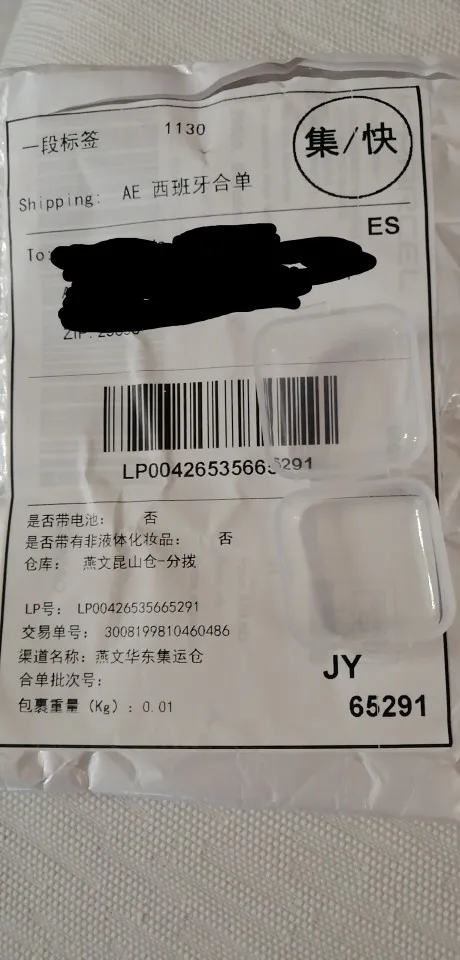 一段标签 1130
集/快
Shipping: AE 西班牙合单
ES
To:
ZIP:
LP00426535665291
是否带电池: 否
是否带有非液体化妆品: 否
仓库: 燕文昆山仓-分拨
LP号: LP00426535665291
交易单号: 3008199810460486
渠道名称: 燕文华东集运仓
合单批次号:
包裹重量(Kg): 0.01
JY
65291